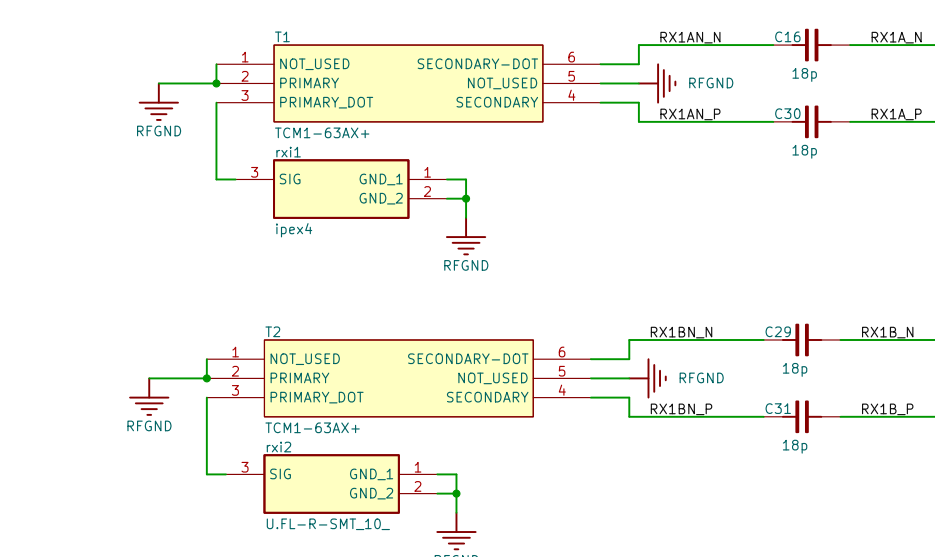 T1
RX1AN_N
C16
RX1A_N
18p
1
NOT_USED
SECONDARY-DOT
6
2
PRIMARY
NOT_USED
5
RFGND
3
PRIMARY_DOT
SECONDARY
4
RFGND
RX1AN_P
C30
RX1A_P
18p
TCM1-63AX+
rxi1
3
SIG
GND_1
1
GND_2
2
ipex4
RFGND
T2
RX1BN_N
C29
RX1B_N
18p
1
NOT_USED
SECONDARY-DOT
6
2
PRIMARY
NOT_USED
5
RFGND
3
PRIMARY_DOT
SECONDARY
4
RFGND
RX1BN_P
C31
RX1B_P
18p
TCM1-63AX+
rxi2
3
SIG
GND_1
1
GND_2
2
U.FL-R-SMT_10_